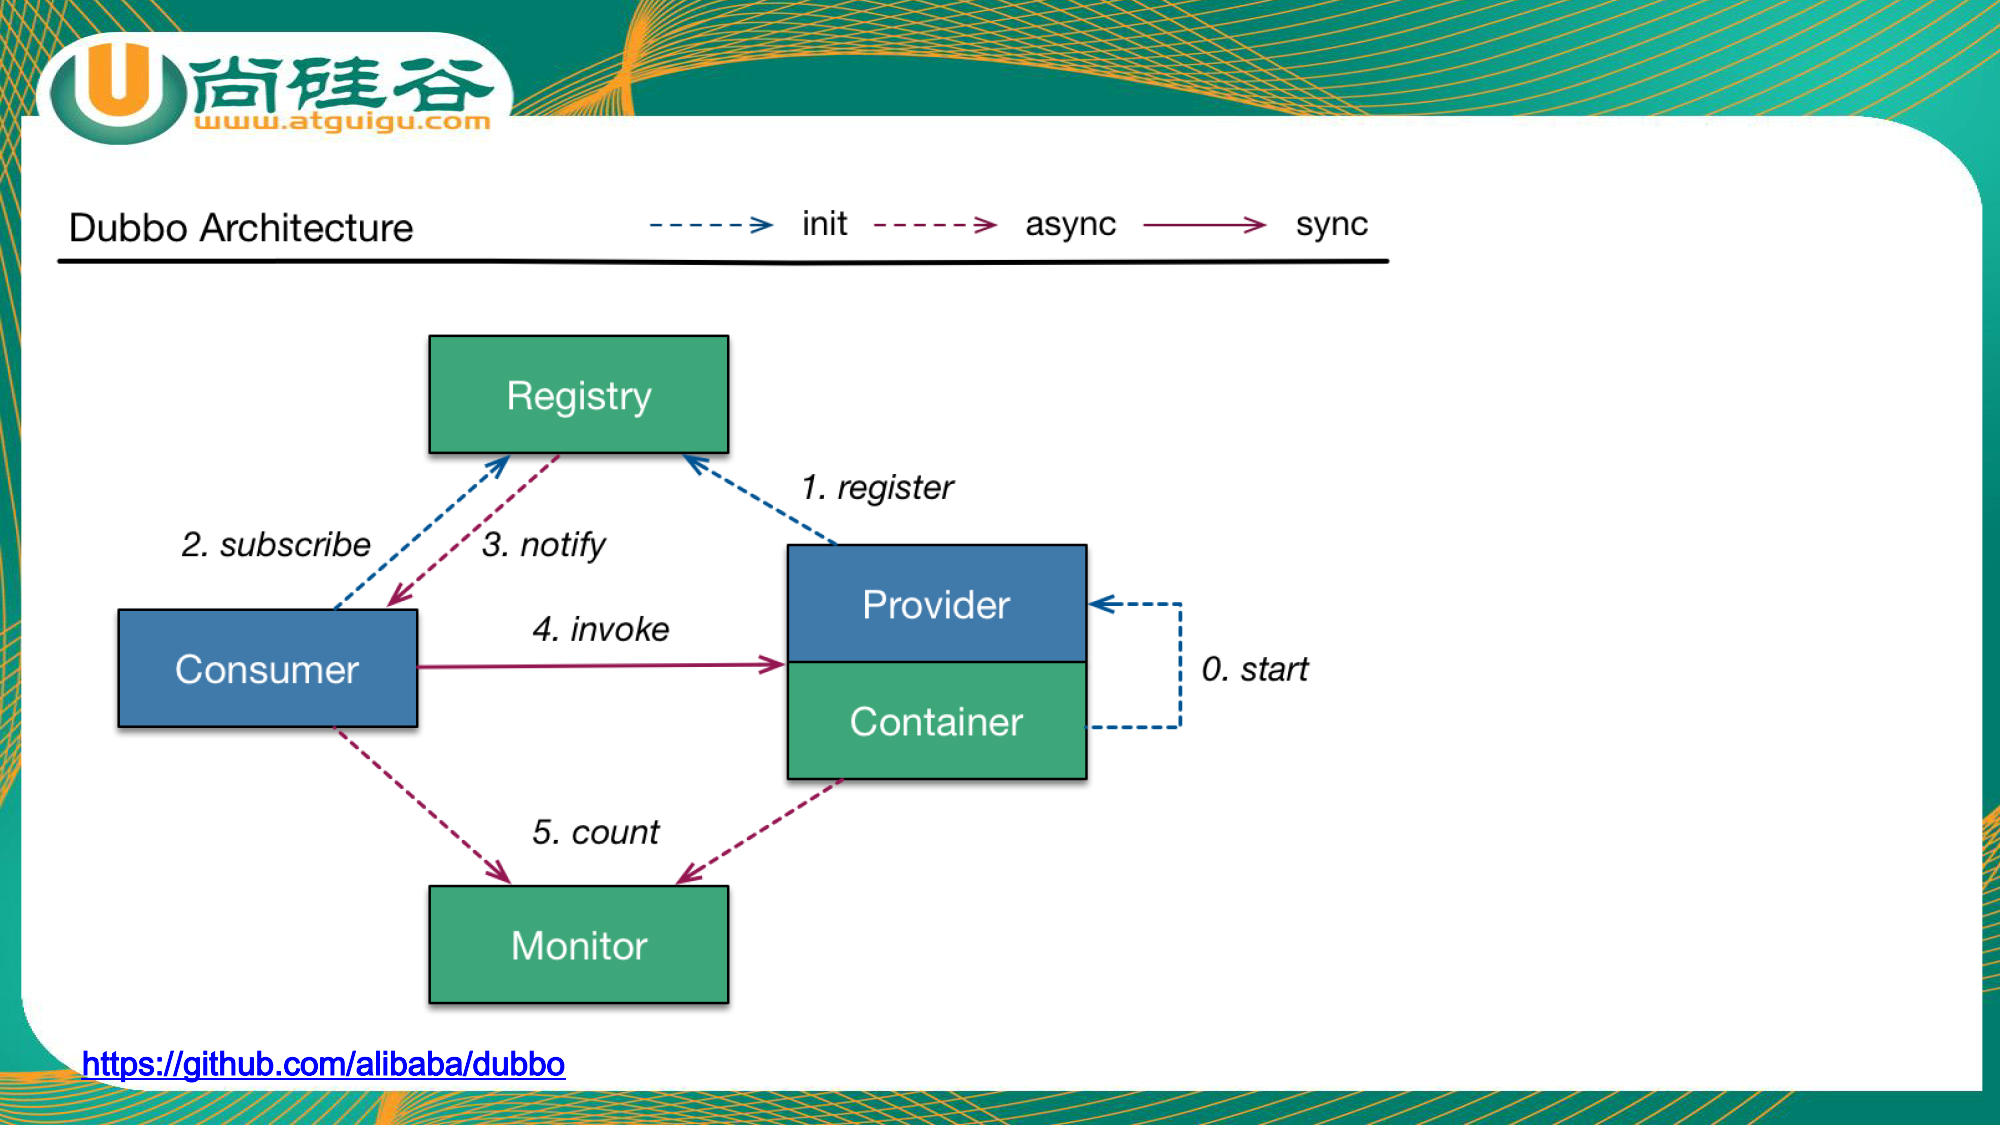 尚硅谷
www.atguigu.com
Dubbo Architecture
init
async
sync
Registry
1. register
2. subscribe
3. notify
Provider
4. invoke
Consumer
0. start
Container
5. count
Monitor
https://github.com/alibaba/dubbo